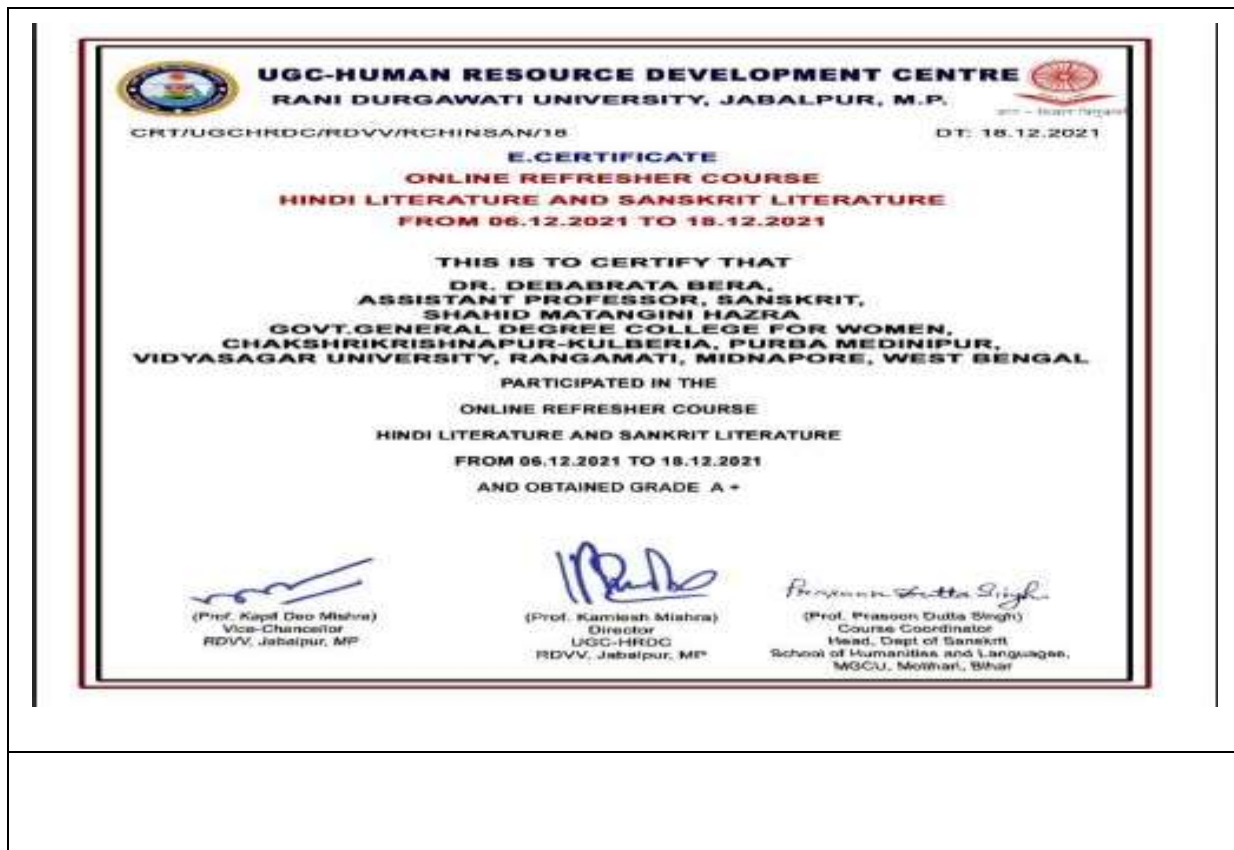 UGC-HUMAN RESOURCE DEVELOPMENT CENTRE
RANI DURGAWATI UNIVERSITY, JABALPUR, M.P.
CRT/UGCHRDC/RDVV/RCHINSAN/18
DT: 18.12.2021
E.CERTIFICATE
ONLINE REFRESHER COURSE
HINDI LITERATURE AND SANSKRIT LITERATURE
FROM 06.12.2021 TO 18.12.2021
THIS IS TO CERTIFY THAT
DR. DEBABRATA BERA,
ASSISTANT PROFESSOR, SANSKRIT,
SHAHID MATANGINI HAZRA
GOVT.GENERAL DEGREE COLLEGE FOR WOMEN,
CHAKSHRIKRISHNAPUR-KULBERIA, PURBA MEDINIPUR,
VIDYASAGAR UNIVERSITY, RANGAMATI, MIDNAPORE, WEST BENGAL
PARTICIPATED IN THE
ONLINE REFRESHER COURSE
HINDI LITERATURE AND SANKRIT LITERATURE
FROM 06.12.2021 TO 18.12.2021
AND OBTAINED GRADE A +
Prasoon Dutta Singh
(Prof. Kapil Deo Mishra)
Vice-Chancellor
RDVV, Jabalpur, MP
(Prof. Kamlesh Mishra)
Director
UGC-HRDC
RDVV, Jabalpur, MP
(Prof. Prasoon Dutta Singh)
Course Coordinator
Head, Dept of Sanskrit
School of Humanities and Languages,
MGCU, Motihari, Bihar